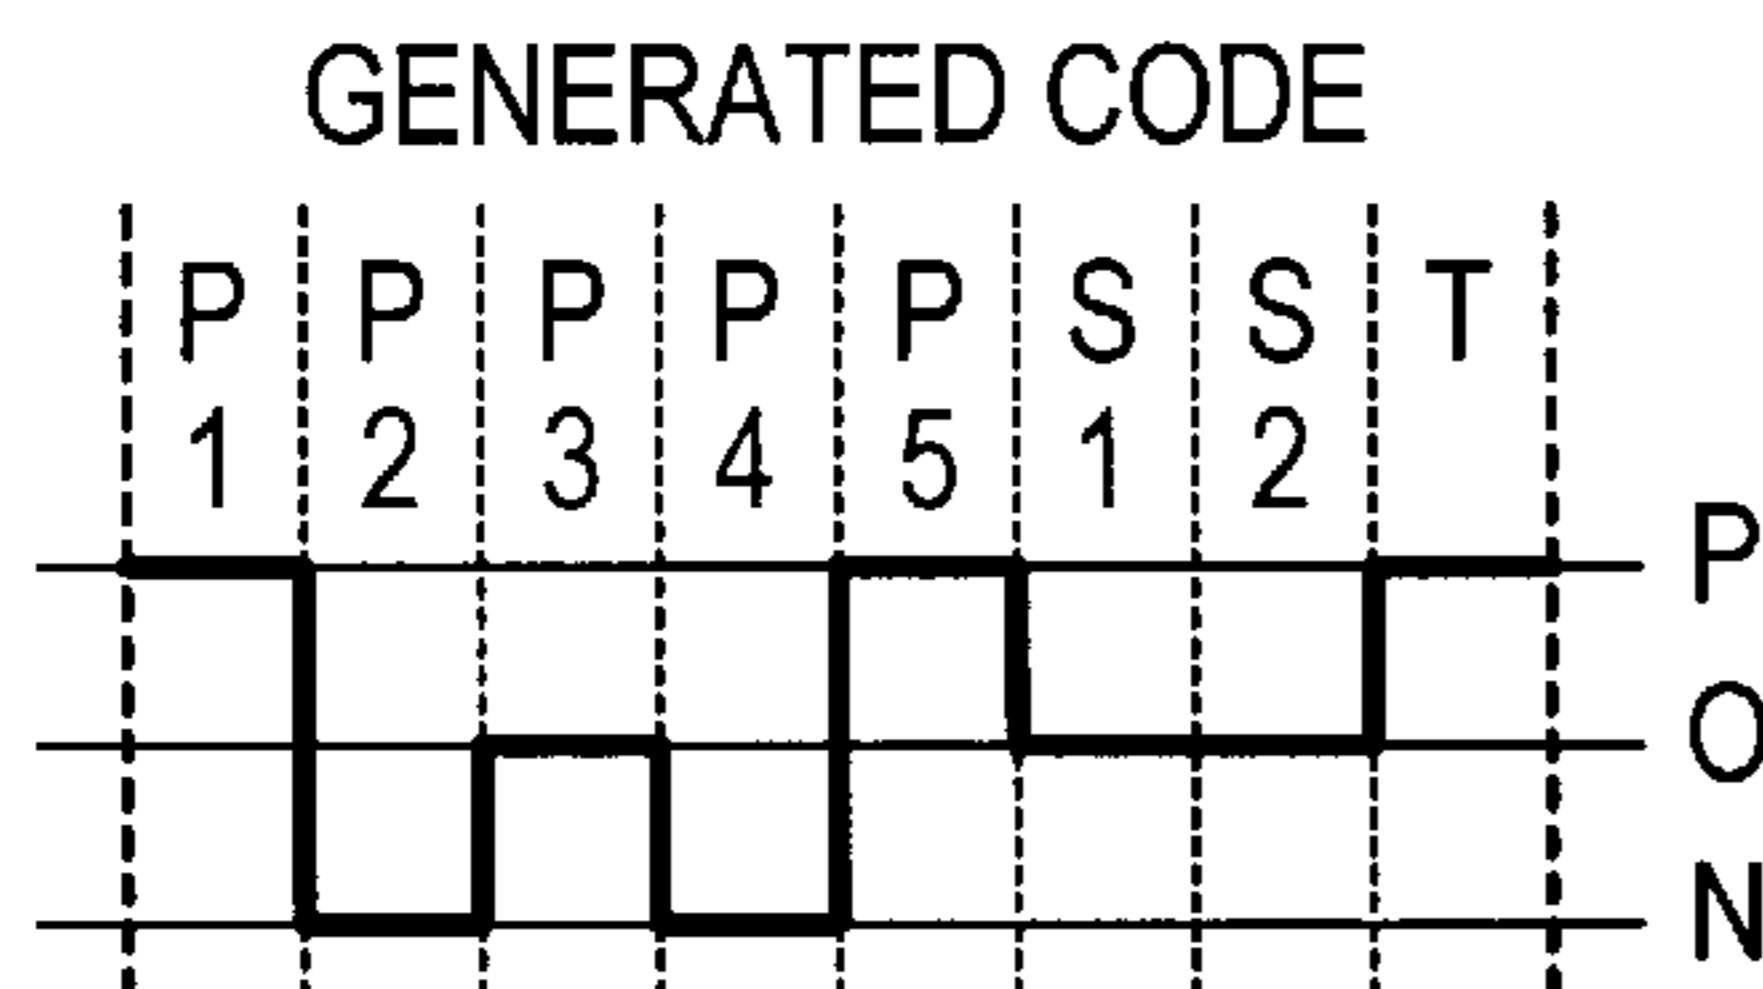 GENERATED CODE
P P P P P S S T
1 2 3 4 5 1 2
P
O
N